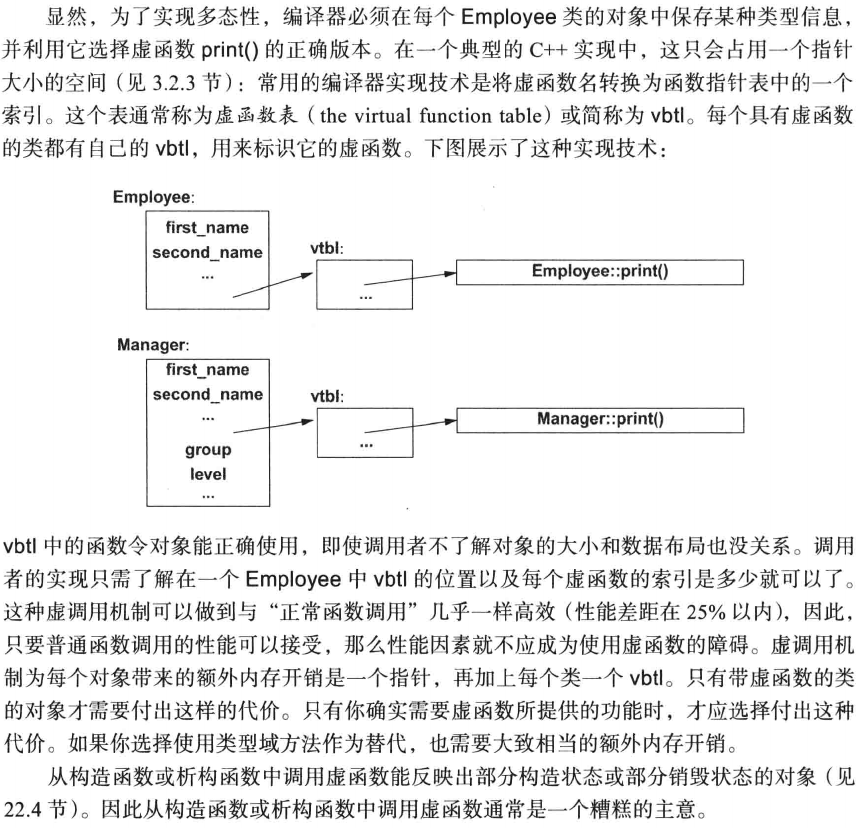 显然，为了实现多态性，编译器必须在每个 Employee 类的对象中保存某种类型信息，
并利用它选择虚函数 print() 的正确版本。在一个典型的 C++ 实现中，这只会占用一个指针
大小的空间（见 3.2.3 节）：常用的编译器实现技术是将虚函数名转换为函数指针表中的一个
索引。这个表通常称为虚函数表（the virtual function table）或简称为 vbtl。每个具有虚函数
的类都有自己的 vbtl，用来标识它的虚函数。下图展示了这种实现技术：
Employee:
first_name
second_name
...
vtbl:
...
Employee::print()
Manager:
first_name
second_name
...
group
level
...
vtbl:
...
Manager::print()
vbtl 中的函数令对象能正确使用，即使调用者不了解对象的大小和数据布局也没关系。调用
者的实现只需了解在一个 Employee 中 vbtl 的位置以及每个虚函数的索引是多少就可以了。
这种虚调用机制可以做到与“正常函数调用”几乎一样高效（性能差距在 25% 以内），因此，
只要普通函数调用的性能可以接受，那么性能因素就不应成为使用虚函数的障碍。虚调用机
制为每个对象带来的额外内存开销是一个指针，再加上每个类一个 vbtl。只有带虚函数的类
的对象才需要付出这样的代价。只有你确实需要虚函数所提供的功能时，才应选择付出这种
代价。如果你选择使用类型域方法作为替代，也需要大致相当的额外内存开销。
从构造函数或析构函数中调用虚函数能反映出部分构造状态或部分销毁状态的对象（见
22.4 节）。因此从构造函数或析构函数中调用虚函数通常是一个糟糕的主意。